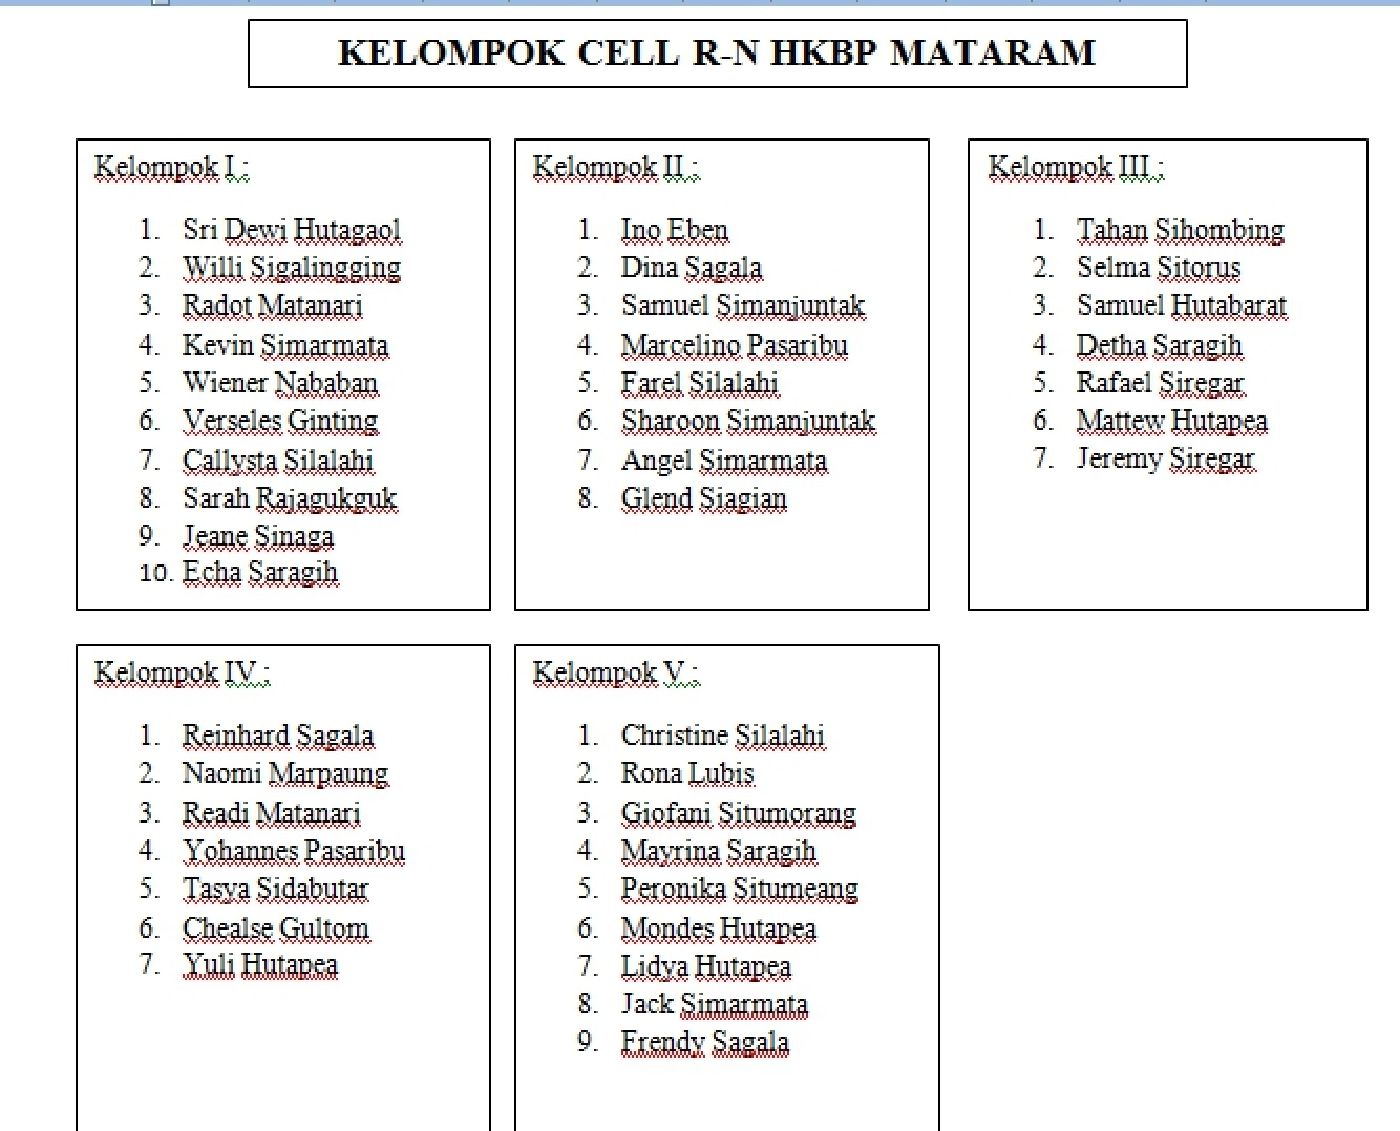 KELOMPOK CELL R-N HKBP MATARAM
Kelompok I :
1. Sri Dewi Hutagaol
2. Willi Sigalingging
3. Radot Matanari
4. Kevin Simarmata
5. Wiener Nababan
6. Verseles Ginting
7. Callysta Silalahi
8. Sarah Rajagukguk
9. Jeane Sinaga
10. Echa Saragih
Kelompok II :
1. Ino Eben
2. Dina Sagala
3. Samuel Simanjuntak
4. Marcelino Pasaribu
5. Farel Silalahi
6. Sharoon Simanjuntak
7. Angel Simarmata
8. Glend Siagian
Kelompok III :
1. Tahan Sihombing
2. Selma Sitorus
3. Samuel Hutabarat
4. Detha Saragih
5. Rafael Siregar
6. Mattew Hutapea
7. Jeremy Siregar
Kelompok IV :
1. Reinhard Sagala
2. Naomi Marpaung
3. Readi Matanari
4. Yohannes Pasaribu
5. Tasya Sidabutar
6. Chealse Gultom
7. Yuli Hutapea
Kelompok V :
1. Christine Silalahi
2. Rona Lubis
3. Giofani Situmorang
4. Mayrina Saragih
5. Peronika Situmeang
6. Mondes Hutapea
7. Lidya Hutapea
8. Jack Simarmata
9. Frendy Sagala